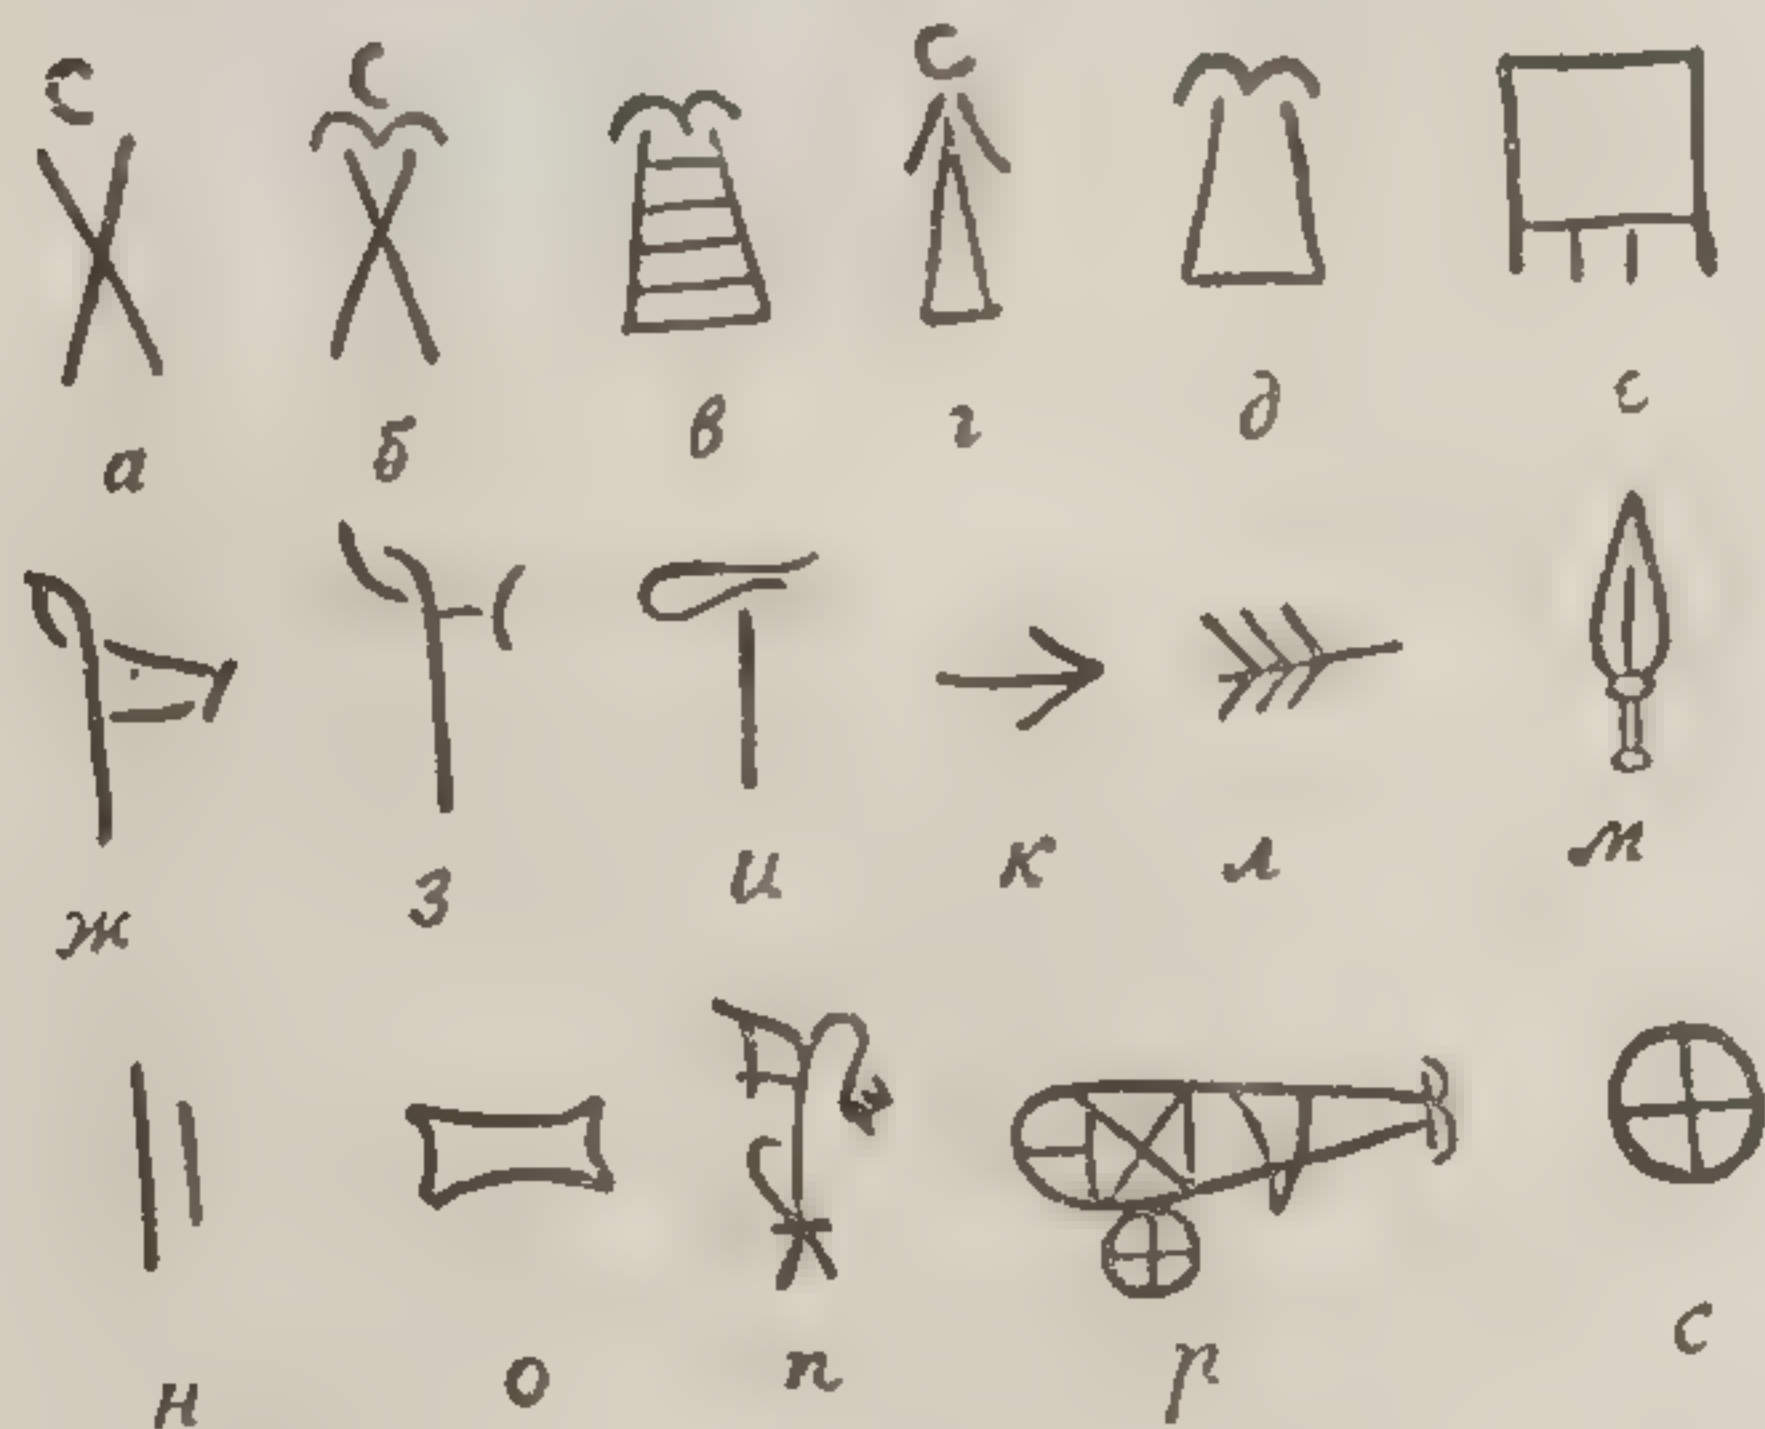 а б в г д е
ж з и к л м
н о п р с